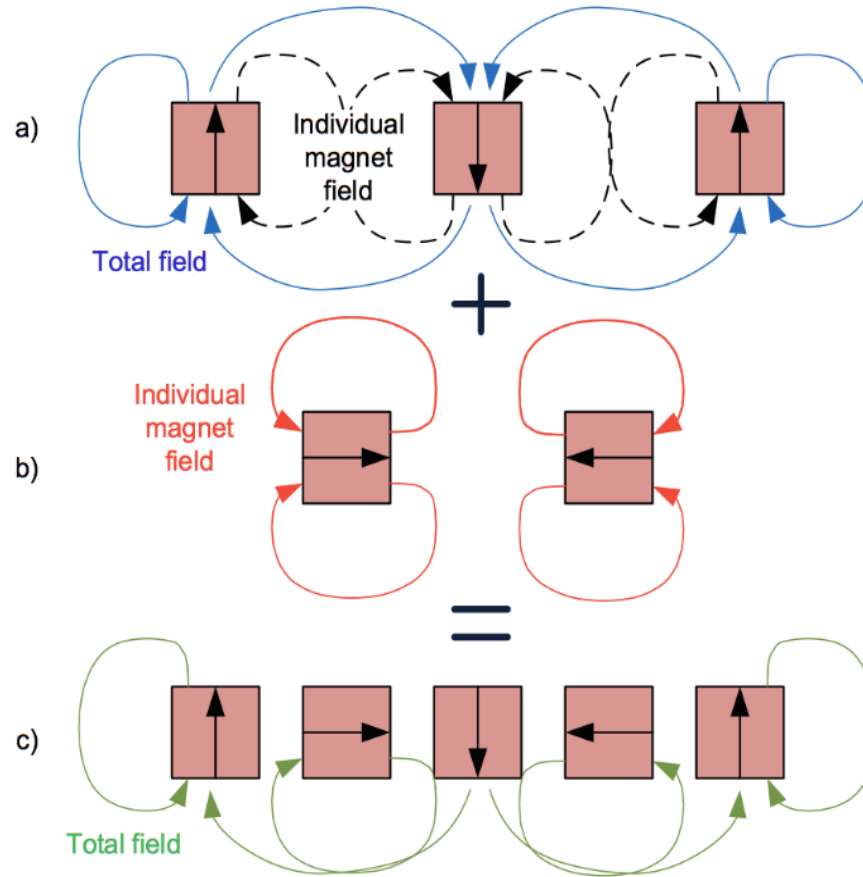 a)
Individual
magnet
field
Total field
Individual
magnet
field
b)
c)
Total field